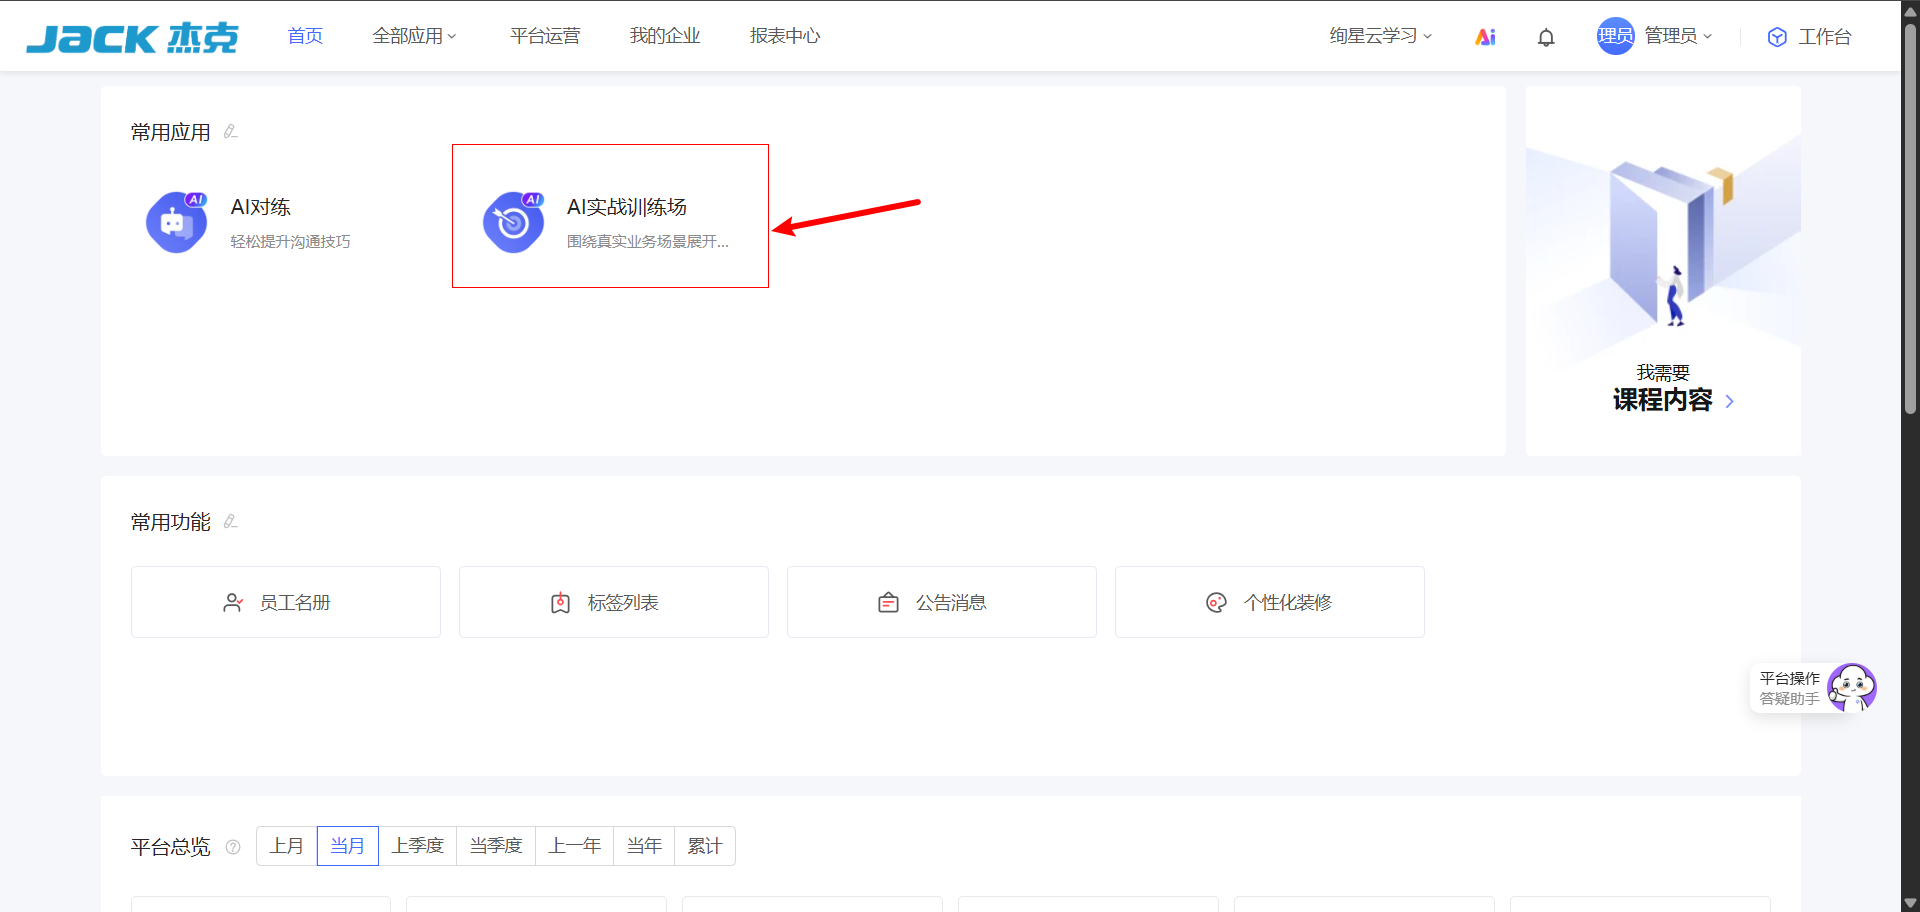 JACK 杰克 首页 全部应用 平台运营 我的企业 报表中心 绚星云学习 Ai 理员 管理员 工作台
常用应用
AI AI对练
轻松提升沟通技巧
AI AI实战训练场
围绕真实业务场景展开...
我需要
课程内容
常用功能
员工名册 标签列表 公告消息 个性化装修
平台操作
答疑助手
平台总览 ? 上月 当月 上季度 当季度 上一年 当年 累计